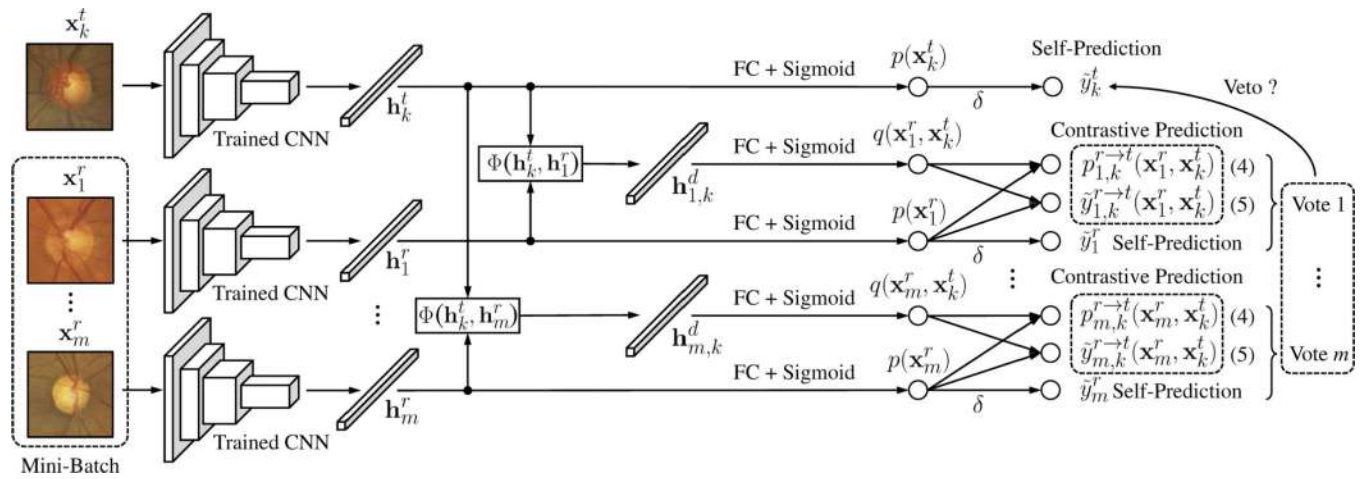 x_k^t
Trained CNN
h_k^t
FC + Sigmoid
p(x_k^t)
δ
Self-Prediction
ỹ_k^t
Veto ?
x_1^r
Φ(h_k^t, h_1^r)
h_{1,k}^d
FC + Sigmoid
q(x_1^r, x_k^t)
Contrastive Prediction
p_{1,k}^{r→t}(x_1^r, x_k^t) (4)
ỹ_{1,k}^{r→t}(x_1^r, x_k^t) (5)
Vote 1
Trained CNN
h_1^r
FC + Sigmoid
p(x_1^r)
δ
ỹ_1^r Self-Prediction
...
x_m^r
...
Φ(h_k^t, h_m^r)
h_{m,k}^d
FC + Sigmoid
q(x_m^r, x_k^t)
...
Contrastive Prediction
...
p_{m,k}^{r→t}(x_m^r, x_k^t) (4)
ỹ_{m,k}^{r→t}(x_m^r, x_k^t) (5)
Vote m
Trained CNN
h_m^r
FC + Sigmoid
p(x_m^r)
δ
ỹ_m^r Self-Prediction
Mini-Batch